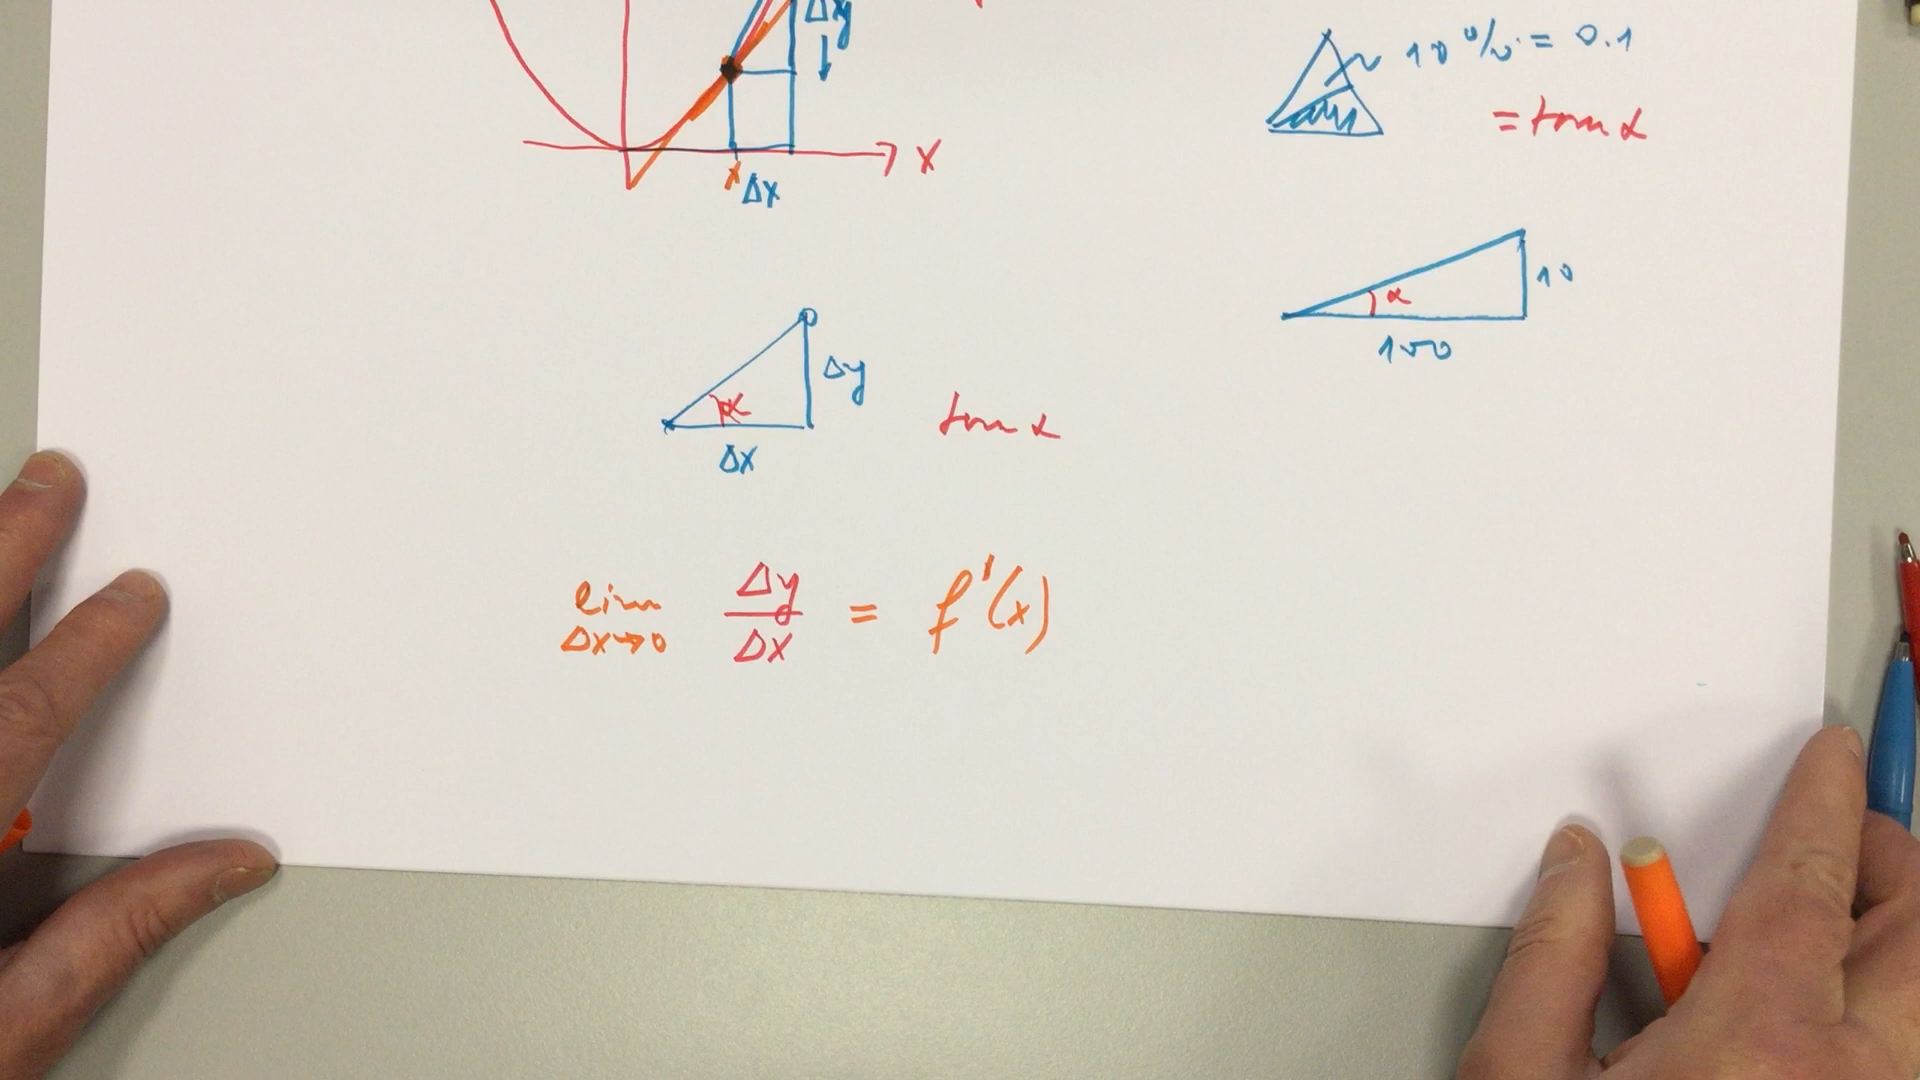 Δy
10 % = 0.1
= tan α
x
x
Δx
α
10
100
α
Δy
tan α
Δx
lim Δx→0 Δy/Δx = f'(x)